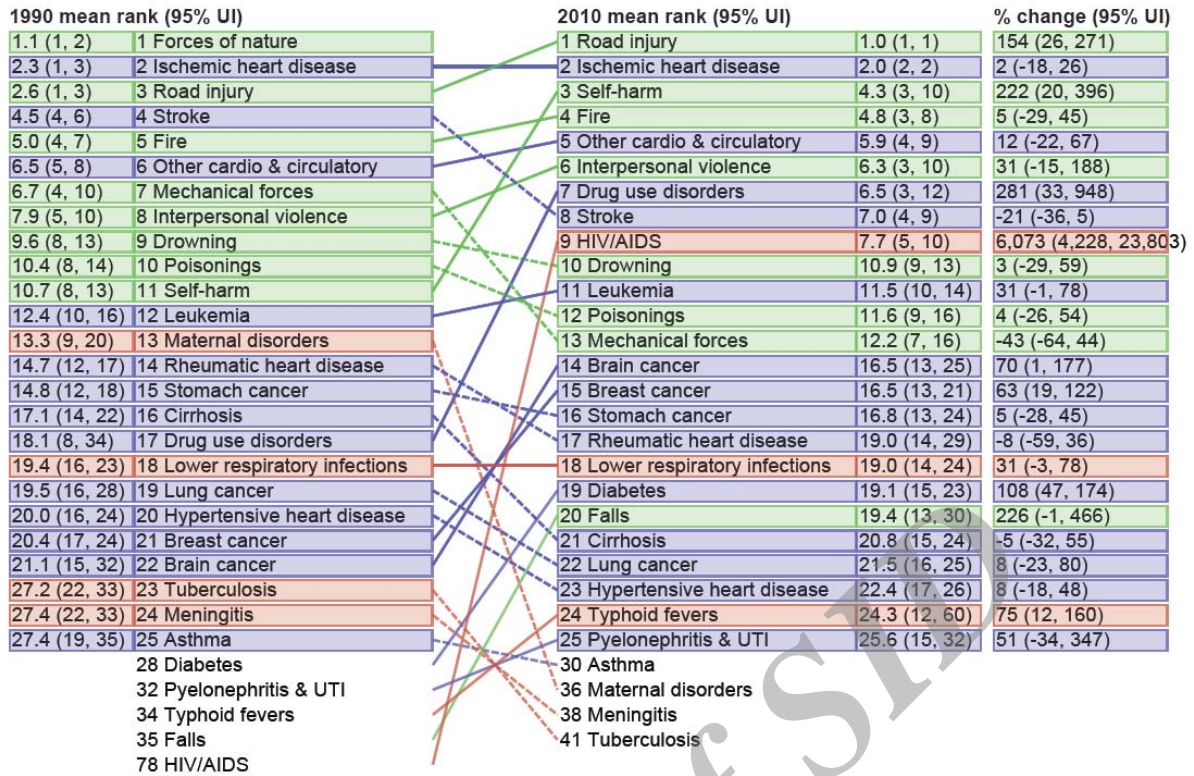 1990 mean rank (95% UI) 2010 mean rank (95% UI) % change (95% UI)
1.1 (1, 2) 1 Forces of nature 1 Road injury 1.0 (1, 1) 154 (26, 271)
2.3 (1, 3) 2 Ischemic heart disease 2 Ischemic heart disease 2.0 (2, 2) 2 (-18, 26)
2.6 (1, 3) 3 Road injury 3 Self-harm 4.3 (3, 10) 222 (20, 396)
4.5 (4, 6) 4 Stroke 4 Fire 4.8 (3, 8) 5 (-29, 45)
5.0 (4, 7) 5 Fire 5 Other cardio & circulatory 5.9 (4, 9) 12 (-22, 67)
6.5 (5, 8) 6 Other cardio & circulatory 6 Interpersonal violence 6.3 (3, 10) 31 (-15, 188)
6.7 (4, 10) 7 Mechanical forces 7 Drug use disorders 6.5 (3, 12) 281 (33, 948)
7.9 (5, 10) 8 Interpersonal violence 8 Stroke 7.0 (4, 9) -21 (-36, 5)
9.6 (8, 13) 9 Drowning 9 HIV/AIDS 7.7 (5, 10) 6,073 (4,228, 23,803)
10.4 (8, 14) 10 Poisonings 10 Drowning 10.9 (9, 13) 3 (-29, 59)
10.7 (8, 13) 11 Self-harm 11 Leukemia 11.5 (10, 14) 31 (-1, 78)
12.4 (10, 16) 12 Leukemia 12 Poisonings 11.6 (9, 16) 4 (-26, 54)
13.3 (9, 20) 13 Maternal disorders 13 Mechanical forces 12.2 (7, 16) -43 (-64, 44)
14.7 (12, 17) 14 Rheumatic heart disease 14 Brain cancer 16.5 (13, 25) 70 (1, 177)
14.8 (12, 18) 15 Stomach cancer 15 Breast cancer 16.5 (13, 21) 63 (19, 122)
17.1 (14, 22) 16 Cirrhosis 16 Stomach cancer 16.8 (13, 24) 5 (-28, 45)
18.1 (8, 34) 17 Drug use disorders 17 Rheumatic heart disease 19.0 (14, 29) -8 (-59, 36)
19.4 (16, 23) 18 Lower respiratory infections 18 Lower respiratory infections 19.0 (14, 24) 31 (-3, 78)
19.5 (16, 28) 19 Lung cancer 19 Diabetes 19.1 (15, 23) 108 (47, 174)
20.0 (16, 24) 20 Hypertensive heart disease 20 Falls 19.4 (13, 30) 226 (-1, 466)
20.4 (17, 24) 21 Breast cancer 21 Cirrhosis 20.8 (15, 24) -5 (-32, 55)
21.1 (15, 32) 22 Brain cancer 22 Lung cancer 21.5 (16, 25) 8 (-23, 80)
27.2 (22, 33) 23 Tuberculosis 23 Hypertensive heart disease 22.4 (17, 26) 8 (-18, 48)
27.4 (22, 33) 24 Meningitis 24 Typhoid fevers 24.3 (12, 60) 75 (12, 160)
27.4 (19, 35) 25 Asthma 25 Pyelonephritis & UTI 25.6 (15, 32) 51 (-34, 347)
28 Diabetes 30 Asthma
32 Pyelonephritis & UTI 36 Maternal disorders
34 Typhoid fevers 38 Meningitis
35 Falls 41 Tuberculosis
78 HIV/AIDS
f SID